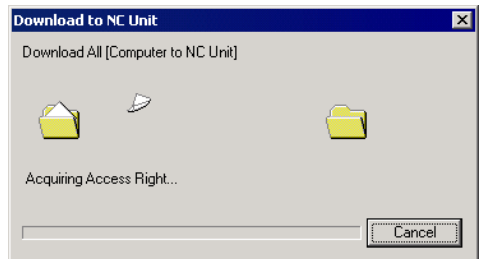 Download to NC Unit
Download All [Computer to NC Unit]
Acquiring Access Right...
Cancel